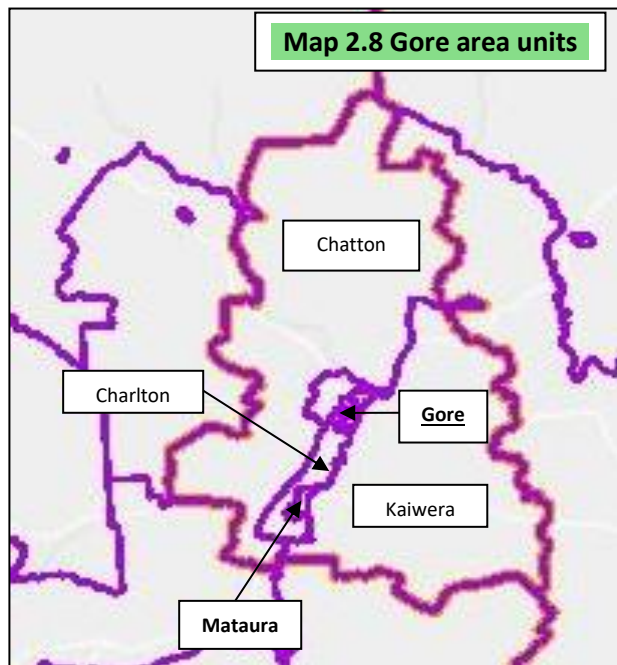 Map 2.8 Gore area units
Chatton
Charlton
Gore
Kaiwera
Mataura